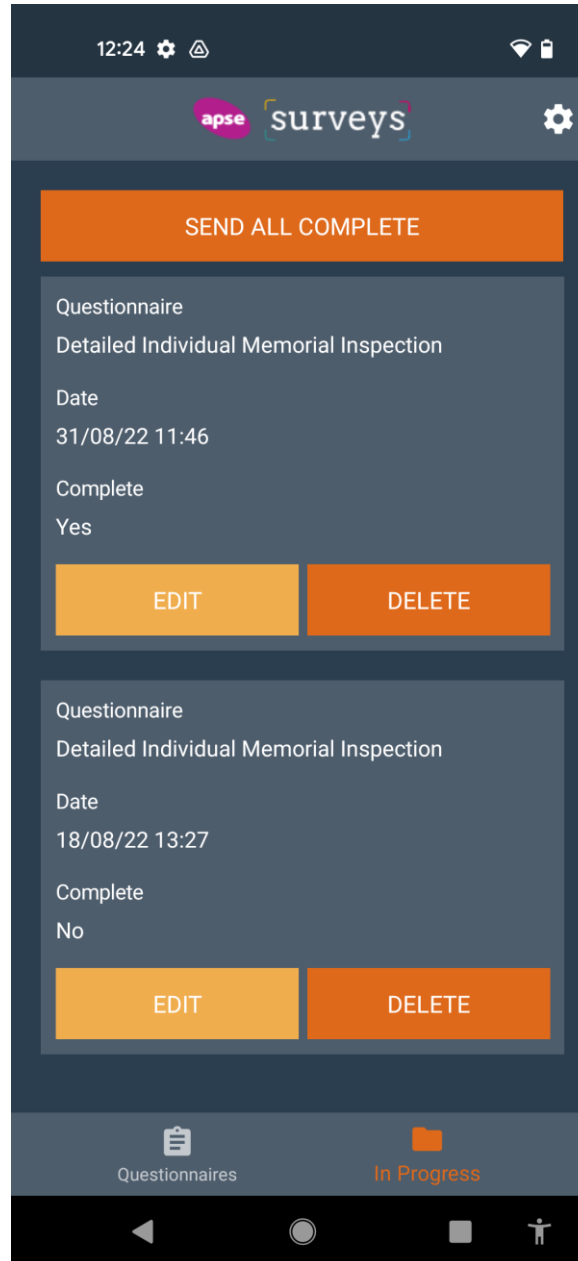 12:24
apse surveys
SEND ALL COMPLETE
Questionnaire
Detailed Individual Memorial Inspection
Date
31/08/22 11:46
Complete
Yes
EDIT DELETE
Questionnaire
Detailed Individual Memorial Inspection
Date
18/08/22 13:27
Complete
No
EDIT DELETE
Questionnaires In Progress